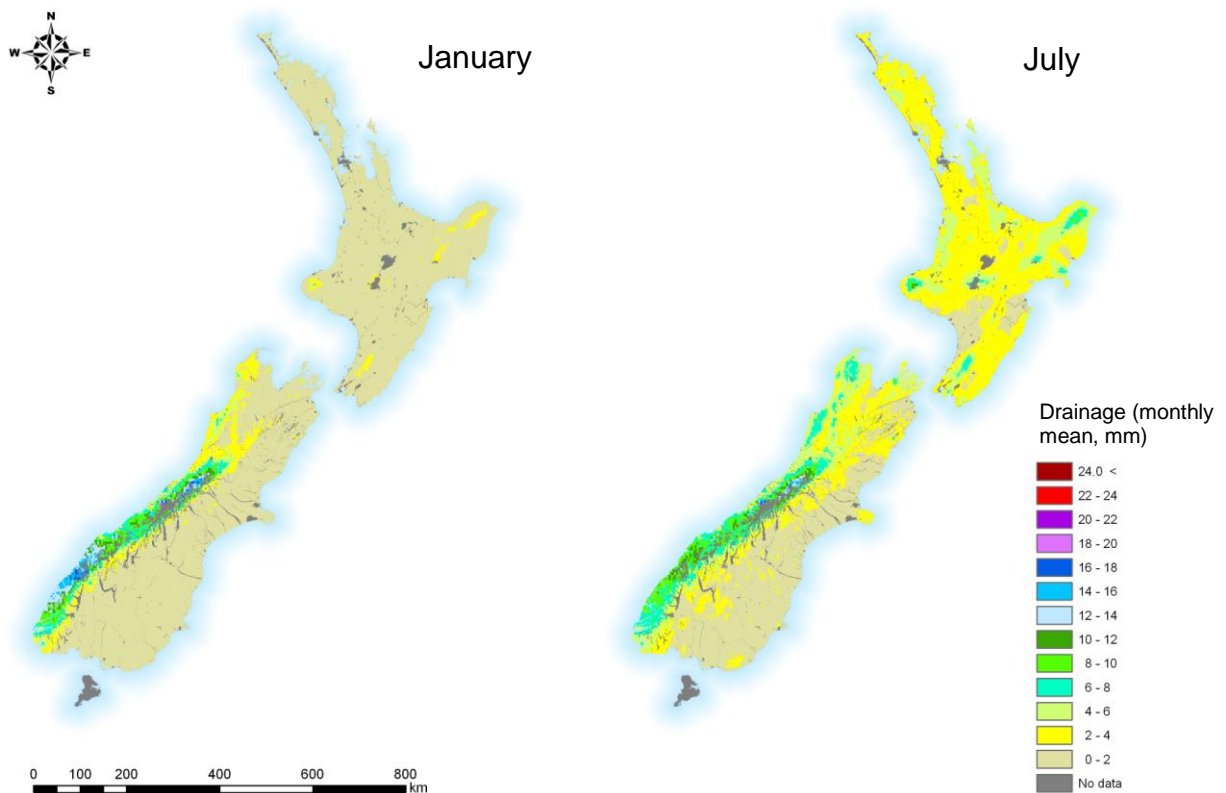 N
W E
S
January
July
Drainage (monthly
mean, mm)
24.0 <
22 - 24
20 - 22
18 - 20
16 - 18
14 - 16
12 - 14
10 - 12
8 - 10
6 - 8
4 - 6
2 - 4
0 - 2
No data
0 100 200 400 600 800
km